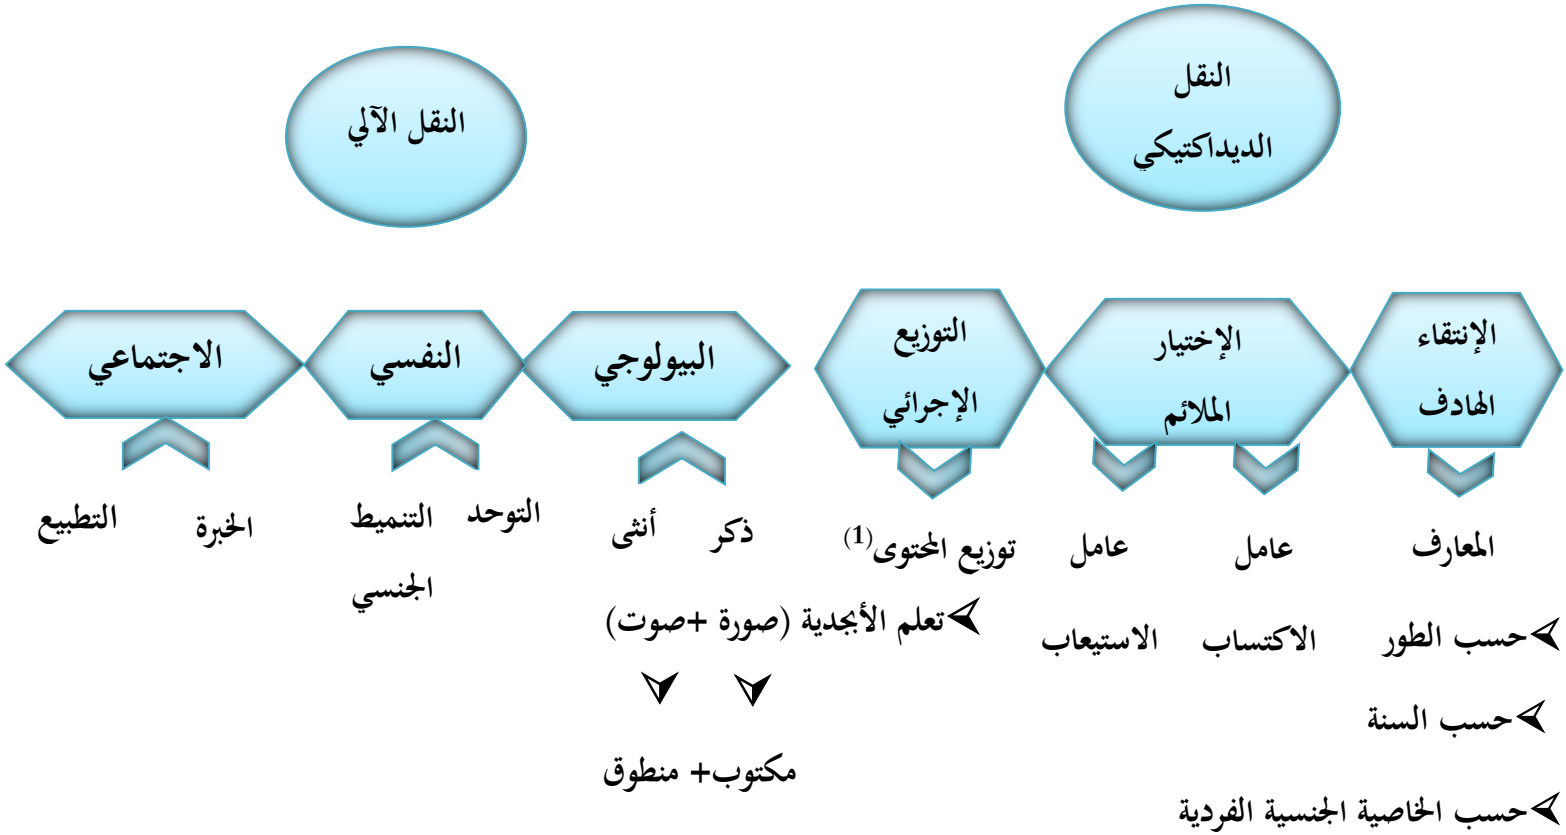 النقل
الديداكتيكي
النقل الآلي
الإنتقاء
الهادف
الإختيار
الملائم
التوزيع
الإجرائي
البيولوجي
النفسي
الاجتماعي
المعارف
حسب الطور
حسب السنة
حسب الخاصية الجنسية الفردية
عامل
الاكتساب
عامل
الاستيعاب
توزيع المحتوى(1)
تعلم الأبجدية (صورة +صوت)
مكتوب+ منطوق
ذكر
أنثى
التوحد
التنميط
الجنسي
الخبرة
التطبيع